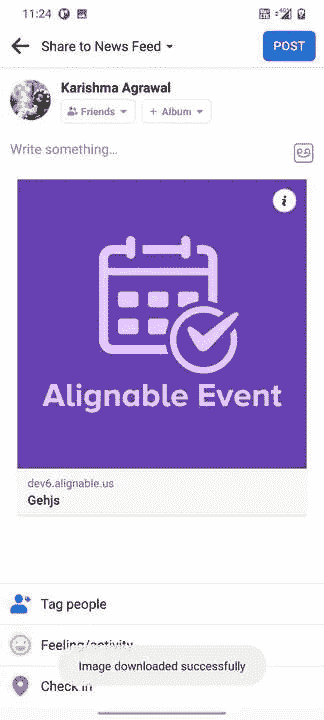 11:24
Share to News Feed
POST
Karishma Agrawal
Friends
+ Album
Write something...
i
Alignable Event
dev6.alignable.us
Gehjs
Tag people
Feeling/activity
Image downloaded successfully
Check in